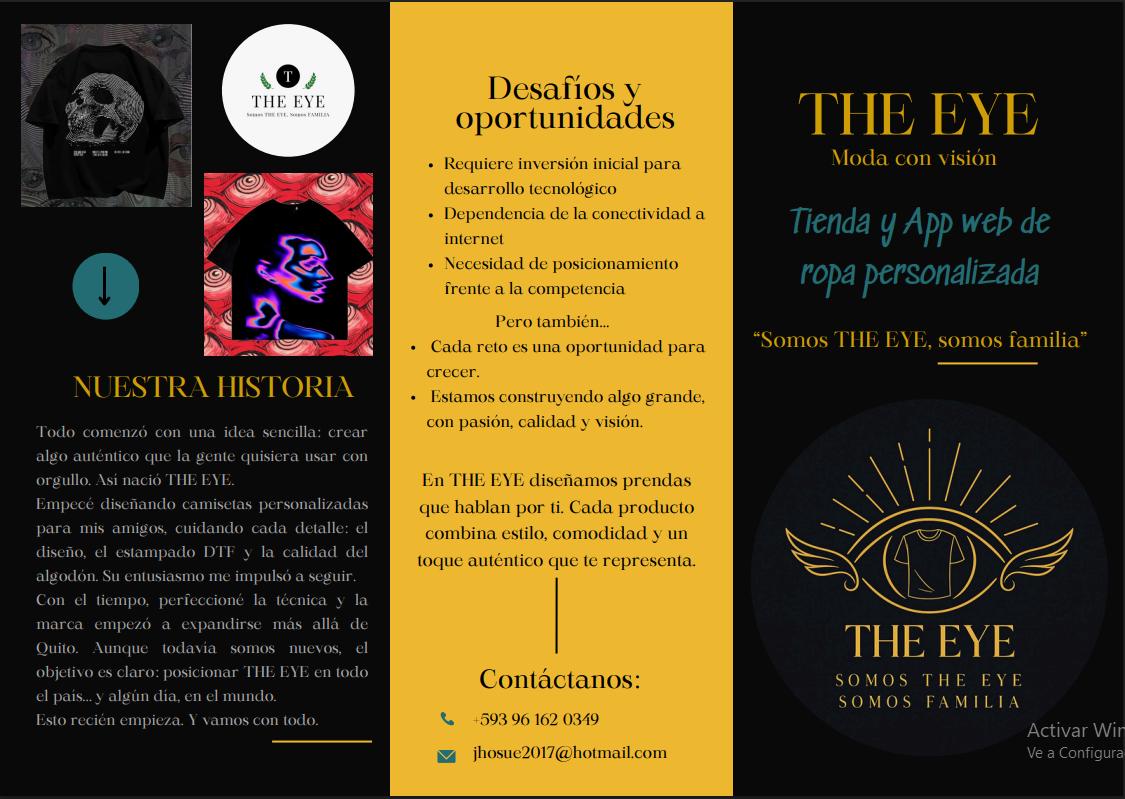 T
THE EYE
Somos THE EYE, Somos FAMILIA
NUESTRA HISTORIA
Todo comenzó con una idea sencilla: crear
algo auténtico que la gente quisiera usar con
orgullo. Así nació THE EYE.
Empecé diseñando camisetas personalizadas
para mis amigos, cuidando cada detalle: el
diseño, el estampado DTF y la calidad del
algodón. Su entusiasmo me impulsó a seguir.
Con el tiempo, perfeccioné la técnica y la
marca empezó a expandirse más allá de
Quito. Aunque todavía somos nuevos, el
objetivo es claro: posicionar THE EYE en todo
el país... y algún día, en el mundo.
Esto recién empieza. Y vamos con todo.
Desafíos y
oportunidades
• Requiere inversión inicial para
desarrollo tecnológico
• Dependencia de la conectividad a
internet
• Necesidad de posicionamiento
frente a la competencia
Pero también...
• Cada reto es una oportunidad para
crecer.
• Estamos construyendo algo grande,
con pasión, calidad y visión.
En THE EYE diseñamos prendas
que hablan por ti. Cada producto
combina estilo, comodidad y un
toque auténtico que te representa.
Contáctanos:
+593 96 162 0349
jhosue2017@hotmail.com
THE EYE
Moda con visión
Tienda y App web de
ropa personalizada
“Somos THE EYE, somos familia”
THE EYE
SOMOS THE EYE
SOMOS FAMILIA
Activar Win
Ve a Configura